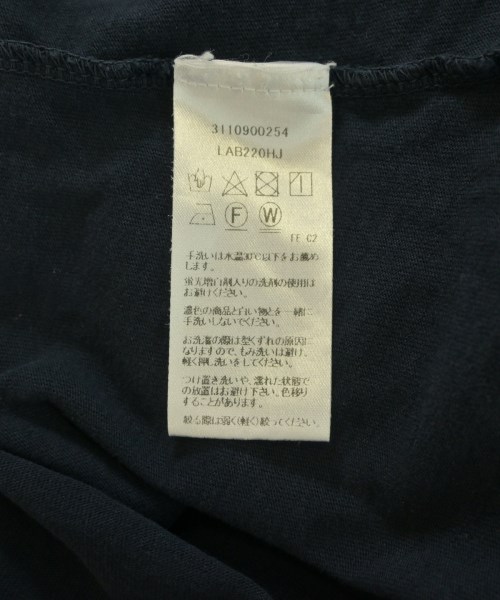 3110900254
LAB220HJ
F W
TE C2
手洗いは水温30℃以下をお薦め
します。
蛍光増白剤入りの洗剤の使用は
お避けください。
濃色の商品と白い物とを一緒に
手洗いしないでください。
お洗濯の際は型くずれの原因に
なりますので、もみ洗いは避け、
軽く押し洗いをしてください。
つけ置き洗いや、濡れた状態で
の放置はお避け下さい。色移り
することがあります。
絞る際は弱く(軽く)絞ってください。